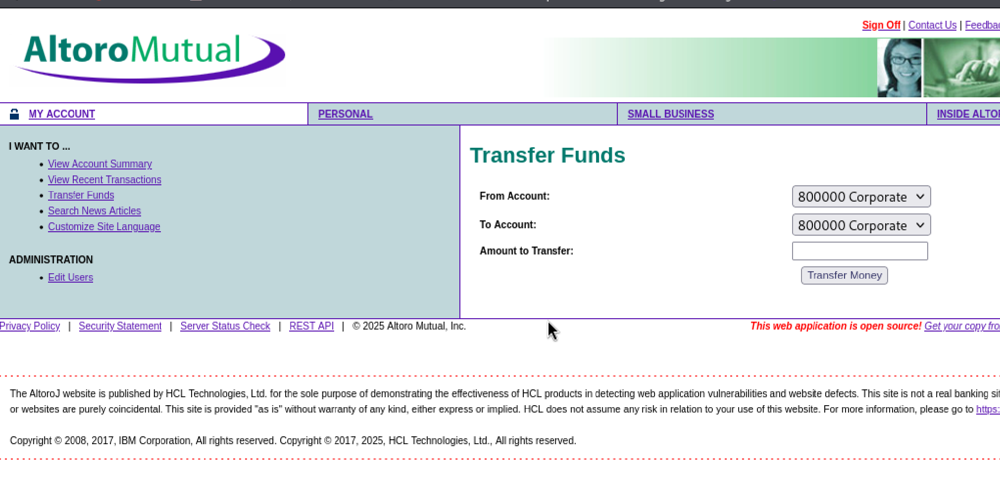 Sign Off | Contact Us |
AltoroMutual
MY ACCOUNT
PERSONAL
SMALL BUSINESS
INSIDE
I WANT TO ...
• View Account Summary
• View Recent Transactions
• Transfer Funds
• Search News Articles
• Customize Site Language
ADMINISTRATION
• Edit Users
Transfer Funds
From Account: 800000 Corporate
To Account: 800000 Corporate
Amount to Transfer:
Transfer Money
Privacy Policy | Security Statement | Server Status Check | REST API | © 2025 Altoro Mutual, Inc.
This web application is open source! Get your copy
The AltoroJ website is published by HCL Technologies, Ltd. for the sole purpose of demonstrating the effectiveness of HCL products in detecting web application vulnerabilities and website defects. This site is not a real banking
or websites are purely coincidental. This site is provided "as is" without warranty of any kind, either express or implied. HCL does not assume any risk in relation to your use of this website. For more information, please go to https:
Copyright © 2008, 2017, IBM Corporation, All rights reserved. Copyright © 2017, 2025, HCL Technologies, Ltd., All rights reserved.